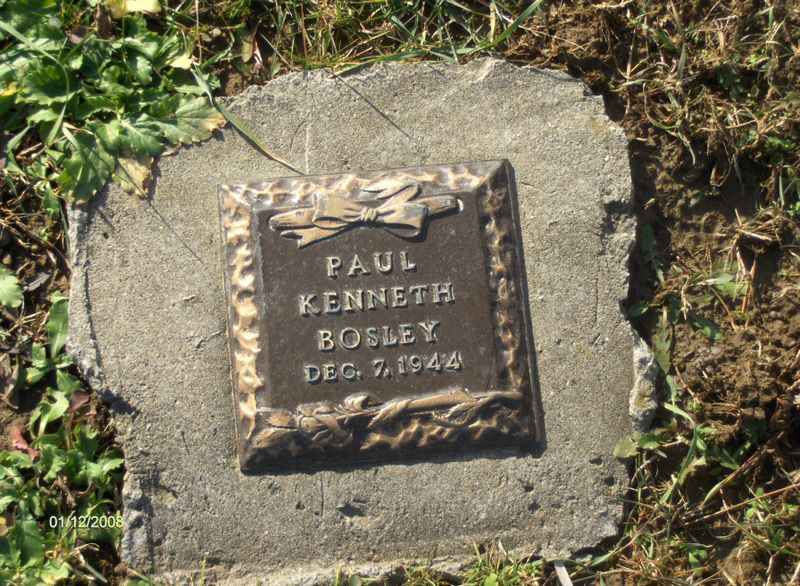 PAUL
KENNETH
BOSLEY
DEC. 7, 1944
01/12/2008